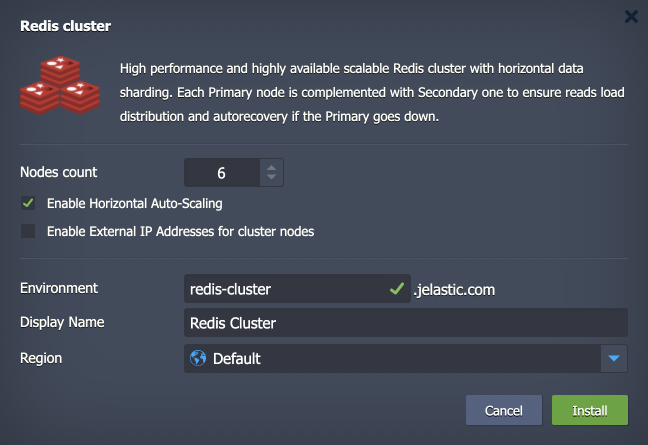 Redis cluster
High performance and highly available scalable Redis cluster with horizontal data
sharding. Each Primary node is complemented with Secondary one to ensure reads load
distribution and autorecovery if the Primary goes down.
Nodes count 6
Enable Horizontal Auto-Scaling
Enable External IP Addresses for cluster nodes
Environment redis-cluster .jelastic.com
Display Name Redis Cluster
Region Default
Cancel Install